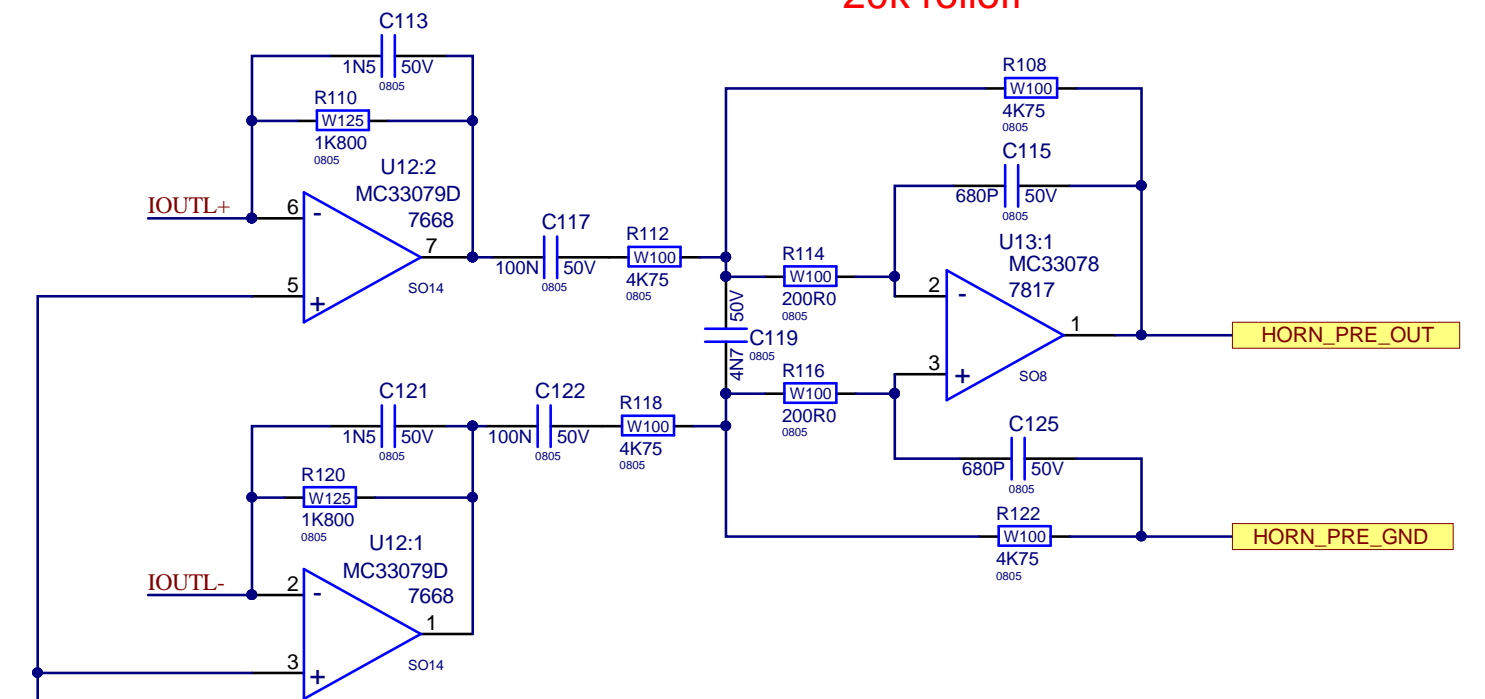 20k rolloff
C113
1N5
50V
0805
R110
W125
1K800
0805
U12:2
MC33079D
7668
IOUTL+
6
-
7
5
+
SO14
C117
100N
50V
0805
R112
W100
4K75
0805
R108
W100
4K75
0805
C115
680P
50V
0805
R114
W100
200R0
0805
U13:1
MC33078
7817
2
-
1
3
+
SO8
HORN_PRE_OUT
50V
C119
0805
4N7
R116
W100
200R0
0805
C121
1N5
50V
0805
C122
100N
50V
0805
R118
W100
4K75
0805
C125
680P
50V
0805
R120
W125
1K800
0805
R122
W100
4K75
0805
HORN_PRE_GND
U12:1
MC33079D
7668
IOUTL-
2
-
1
3
+
SO14